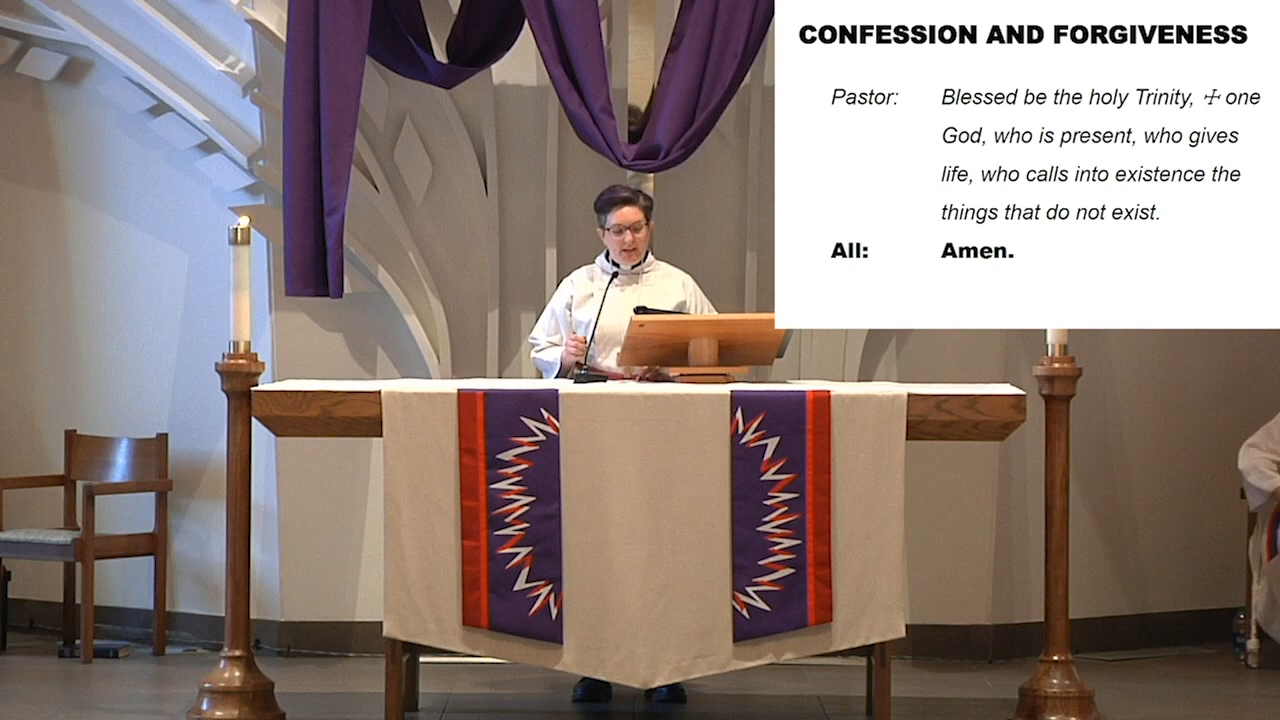 CONFESSION AND FORGIVENESS
Pastor: Blessed be the holy Trinity, ☩ one
God, who is present, who gives
life, who calls into existence the
things that do not exist.
All: Amen.